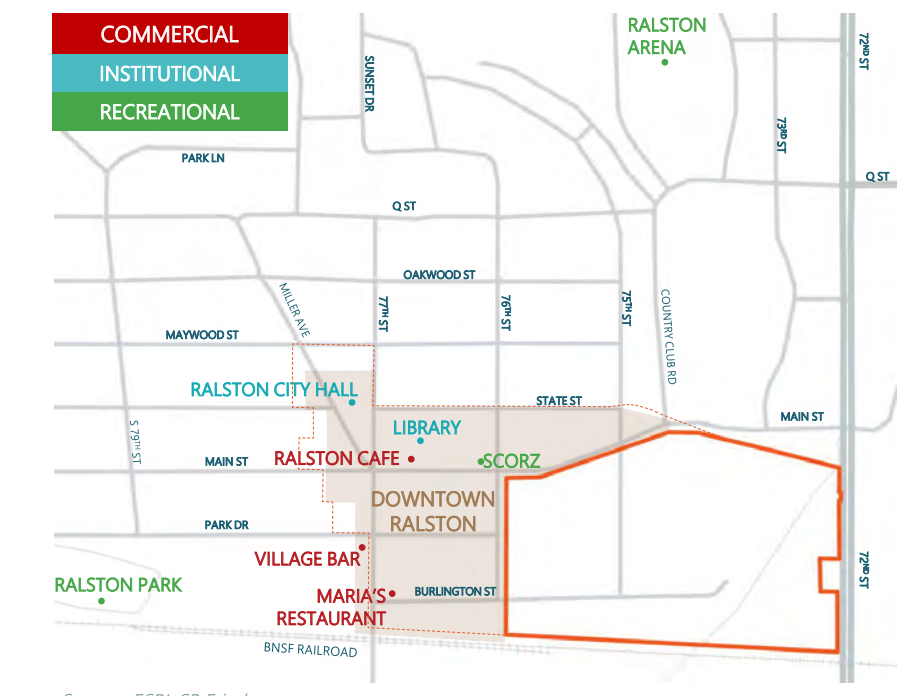 COMMERCIAL
INSTITUTIONAL
RECREATIONAL
RALSTON
ARENA
72ND ST
SUNSET DR
73RD ST
PARK LN
Q ST
Q ST
OAKWOOD ST
MILLER AVE
77TH ST
76TH ST
75TH ST
COUNTRY CLUB RD
MAYWOOD ST
RALSTON CITY HALL
STATE ST
MAIN ST
LIBRARY
S 79TH ST
MAIN ST
RALSTON CAFE
SCORZ
DOWNTOWN
RALSTON
PARK DR
VILLAGE BAR
72ND ST
RALSTON PARK
MARIA'S
RESTAURANT
BURLINGTON ST
BNSF RAILROAD